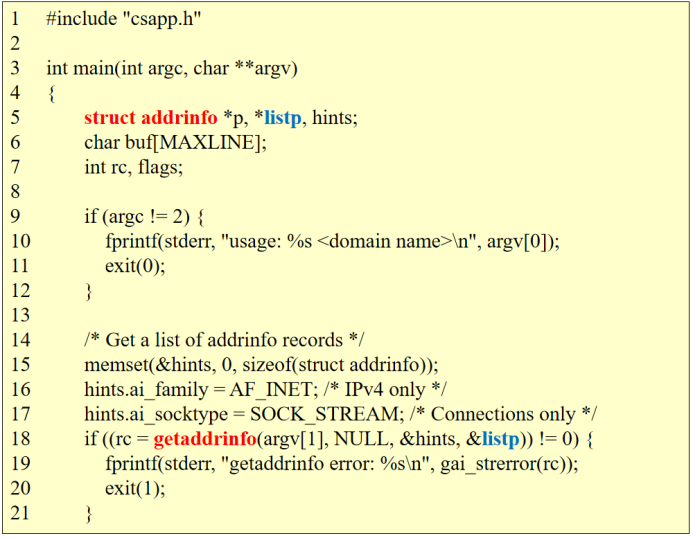 1 #include "csapp.h"
2
3 int main(int argc, char **argv)
4 {
5 struct addrinfo *p, *listp, hints;
6 char buf[MAXLINE];
7 int rc, flags;
8
9 if (argc != 2) {
10 fprintf(stderr, "usage: %s <domain name>\n", argv[0]);
11 exit(0);
12 }
13
14 /* Get a list of addrinfo records */
15 memset(&hints, 0, sizeof(struct addrinfo));
16 hints.ai_family = AF_INET; /* IPv4 only */
17 hints.ai_socktype = SOCK_STREAM; /* Connections only */
18 if ((rc = getaddrinfo(argv[1], NULL, &hints, &listp)) != 0) {
19 fprintf(stderr, "getaddrinfo error: %s\n", gai_strerror(rc));
20 exit(1);
21 }